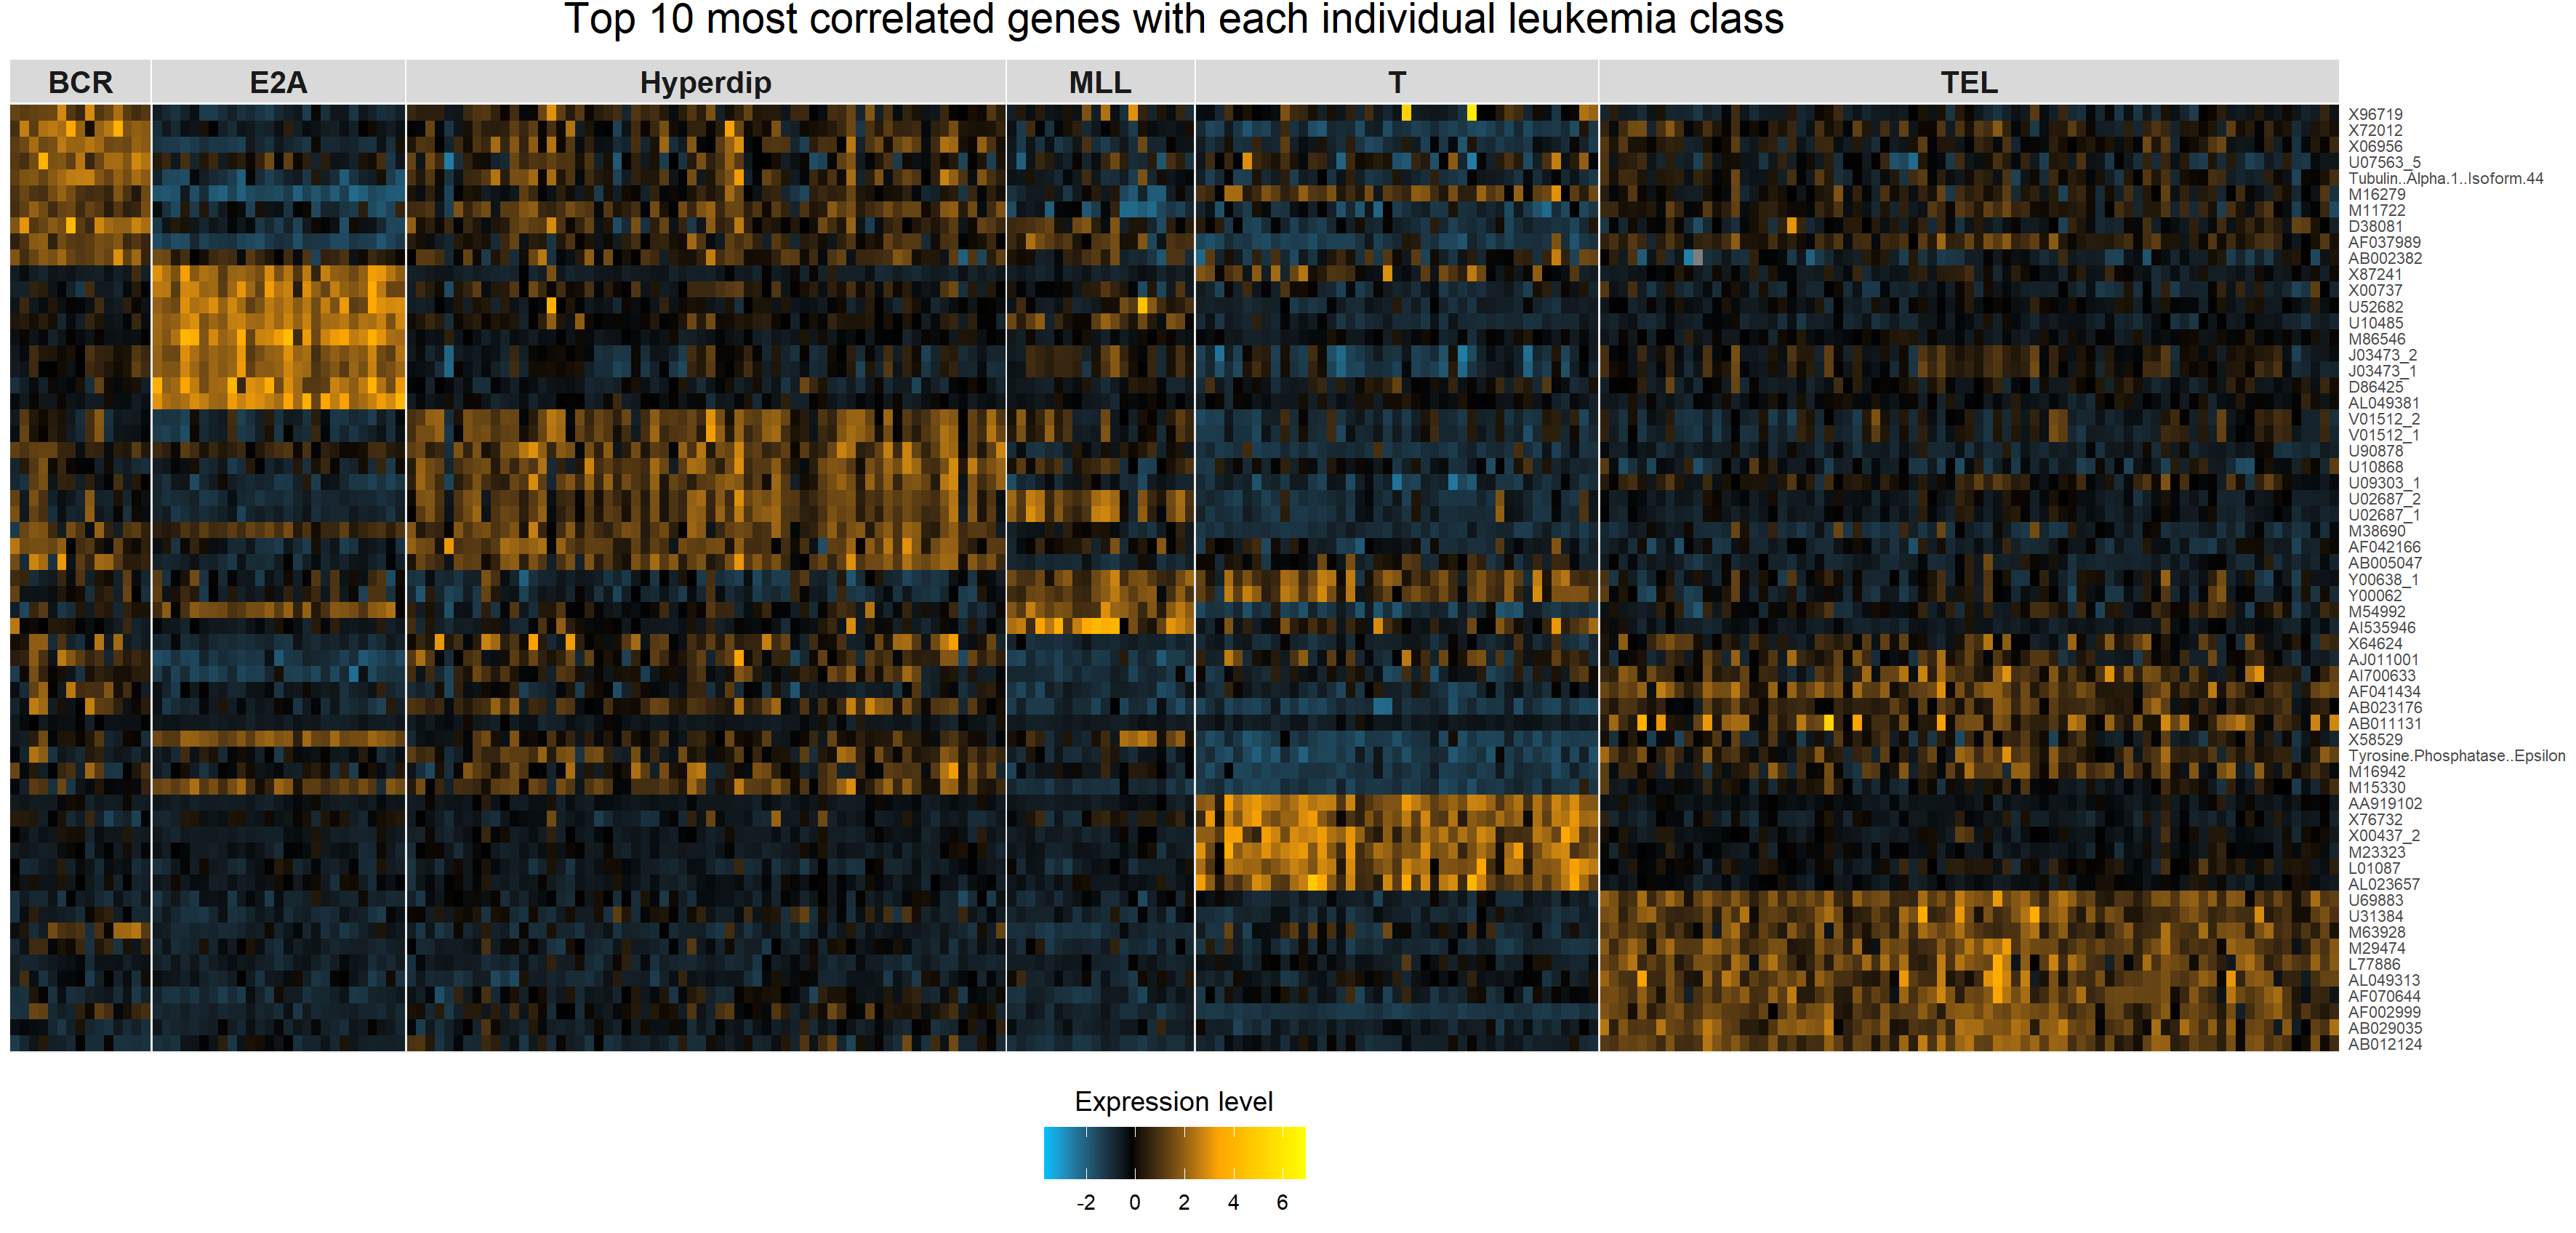 Top 10 most correlated genes with each individual leukemia class
BCR E2A Hyperdip MLL T TEL
X96719
X72012
X06956
U07563_5
Tubulin..Alpha.1..Isoform.44
M16279
M11722
D38081
AF037989
AB002382
X87241
X00737
U52682
U10485
M86546
J03473_2
J03473_1
D86425
AL049381
V01512_2
V01512_1
U90878
U10868
U09303_1
U02687_2
U02687_1
M38690
AF042166
AB005047
Y00638_1
Y00062
M54992
AI535946
X64624
AJ011001
AI700633
AF041434
AB023176
AB011131
X58529
Tyrosine.Phosphatase..Epsilon
M16942
M15330
AA919102
X76732
X00437_2
M23323
L01087
AL023657
U69883
U31384
M63928
M29474
L77886
AL049313
AF070644
AF002999
AB029035
AB012124
Expression level
-2 0 2 4 6